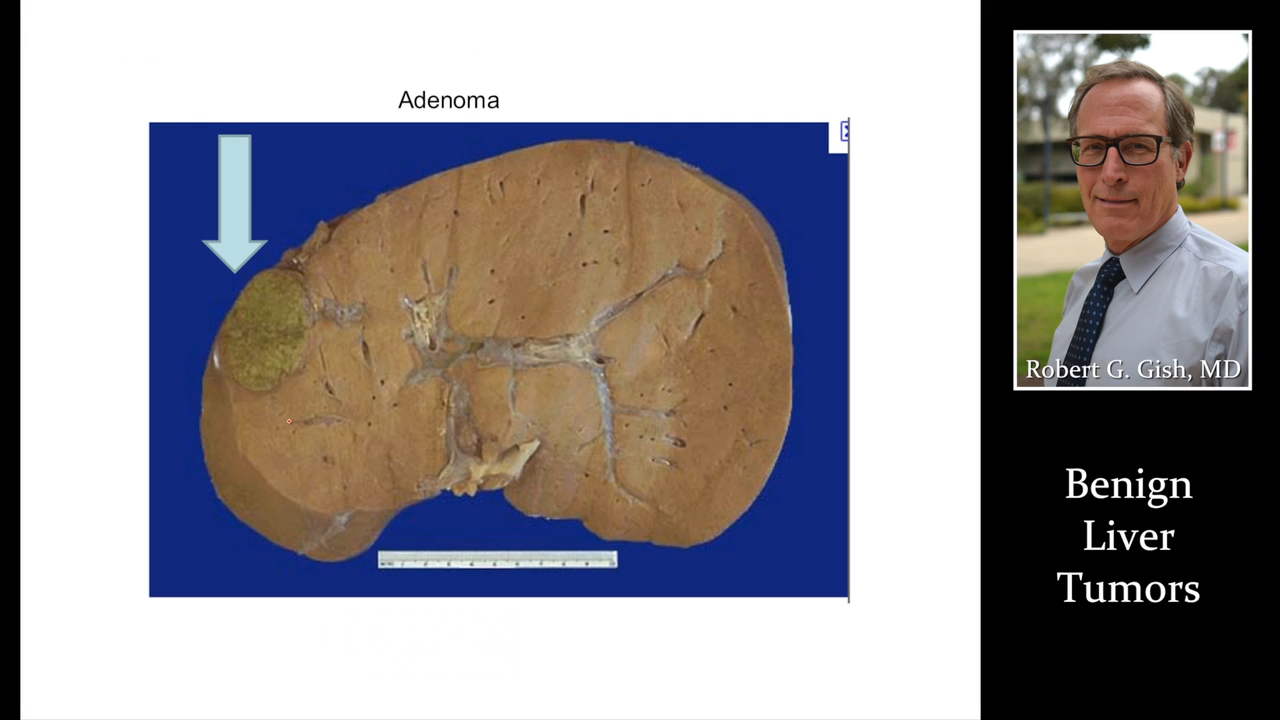 Adenoma
Robert G. Gish, MD
Benign
Liver
Tumors